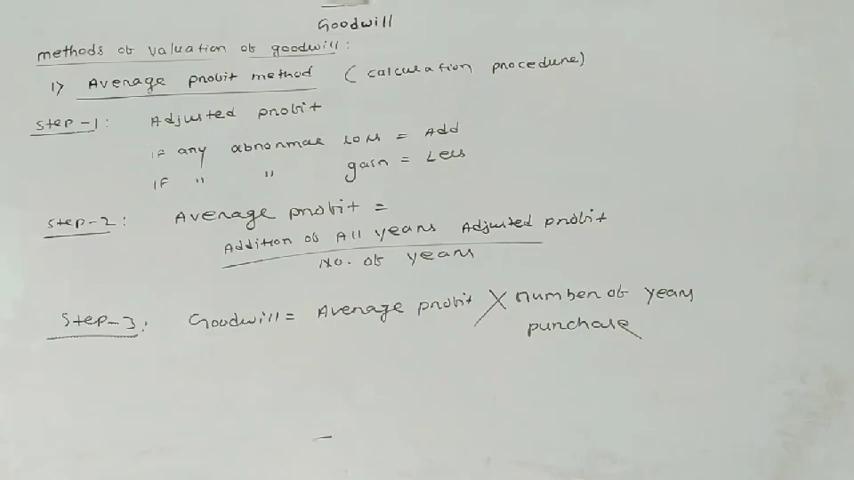 Goodwill
methods of valuation of goodwill:
1) Average profit method (calculation procedure)
Step-1: Adjusted profit
if any abnormal loss = Add
if " " gain = Less
Step-2: Average profit =
Addition of All years Adjusted profit
No. of years
Step-3: Goodwill = Average profit X number of years
purchase